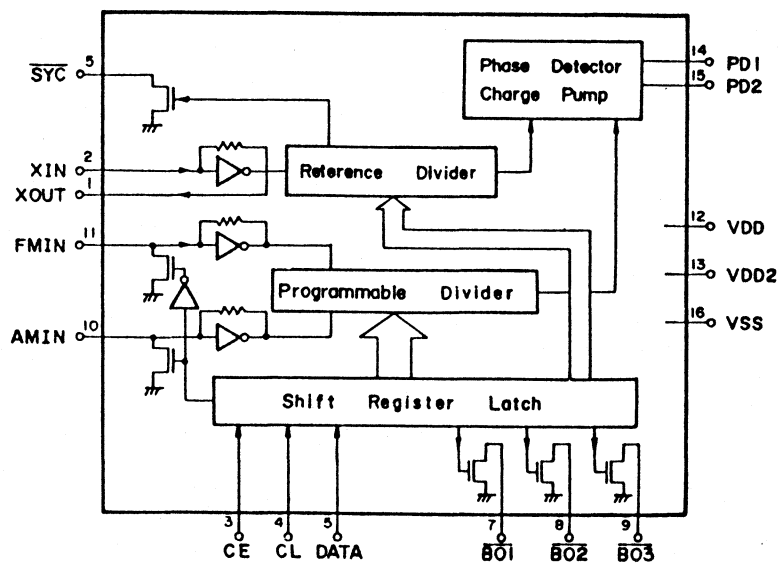 5
SYC
14
PD1
Phase Detector
15
PD2
Charge Pump
2
XIN
1
XOUT
Reterence Divider
11
FMIN
12
VDD
13
VDD2
Programmable Divider
10
AMIN
16
VSS
Shift Register Latch
3 4 5 7 8 9
CE CL DATA BO1 BO2 BO3